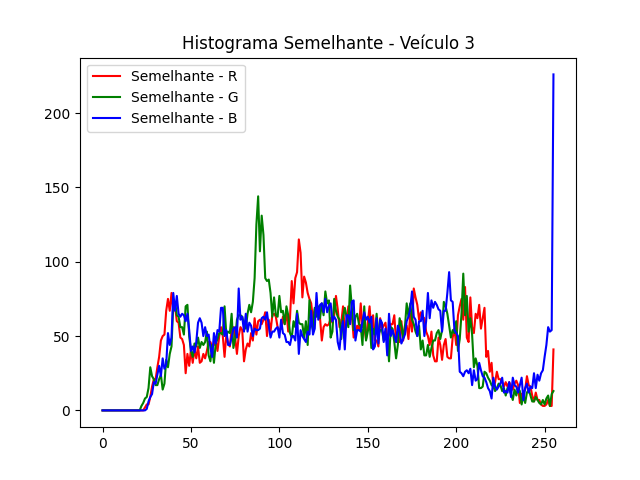 Histograma Semelhante - Veículo 3
Semelhante - R
Semelhante - G
Semelhante - B
200
150
100
50
0
0 50 100 150 200 250